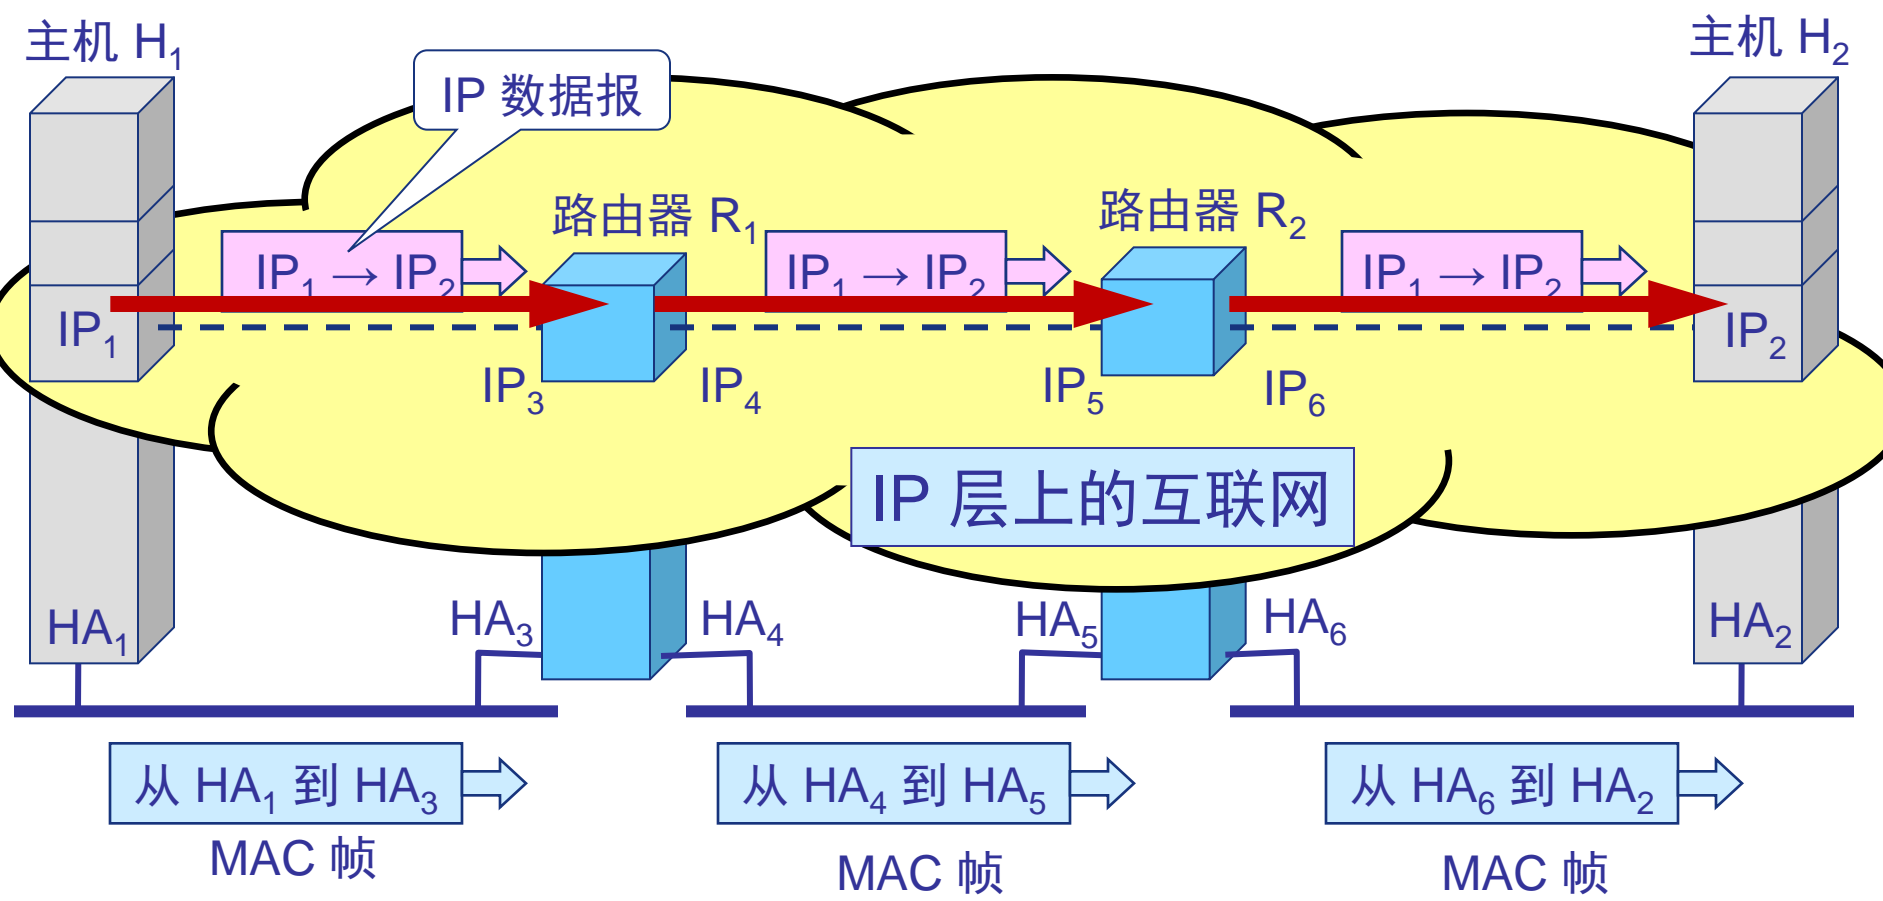 主机 H₁
主机 H₂
IP 数据报
路由器 R₁
路由器 R₂
IP₁ → IP₂
IP₁ → IP₂
IP₁ → IP₂
IP₁
IP₂
IP₃
IP₄
IP₅
IP₆
IP 层上的互联网
HA₁
HA₃
HA₄
HA₅
HA₆
HA₂
从 HA₁ 到 HA₃
从 HA₄ 到 HA₅
从 HA₆ 到 HA₂
MAC 帧
MAC 帧
MAC 帧